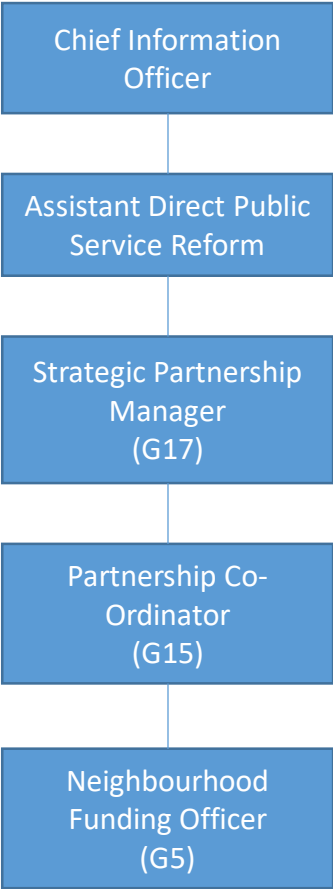 Chief Information
Officer
Assistant Direct Public
Service Reform
Strategic Partnership
Manager
(G17)
Partnership Co-
Ordinator
(G15)
Neighbourhood
Funding Officer
(G5)